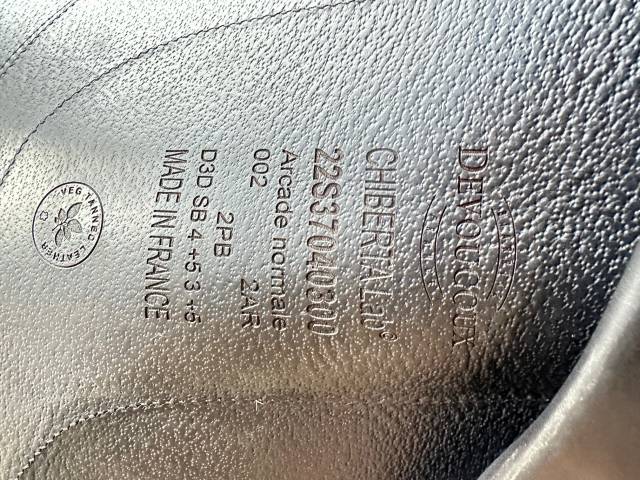 DEVOUCOUX
CHIBERTA Lab®
22S37040300
Arcade normale
002 2AR
2PB
D3D SB 4 +5 3 +5
MADE IN FRANCE
VEG TANNED LEATHER